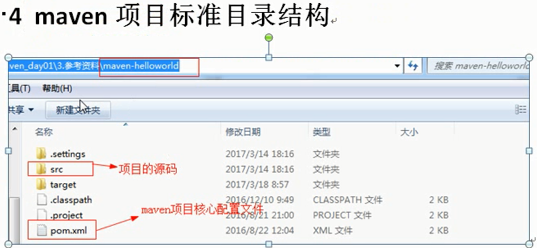 ·4 maven 项目标准目录结构
ven_day01\3.参考资料\maven-helloworld
搜索 maven-helloworld
工具(T) 帮助(H)
共享 新建文件夹
名称 修改日期 类型 大小
.settings 2017/3/14 18:16 文件夹
src 项目的源码 2017/3/14 18:16 文件夹
target 2017/3/18 8:57 文件夹
.classpath 2016/12/10 9:49 CLASSPATH 文件 2 KB
.project maven项目核心配置文件 2016/8/21 21:00 PROJECT 文件 2 KB
pom.xml 2016/8/22 12:04 XML 文件 2 KB